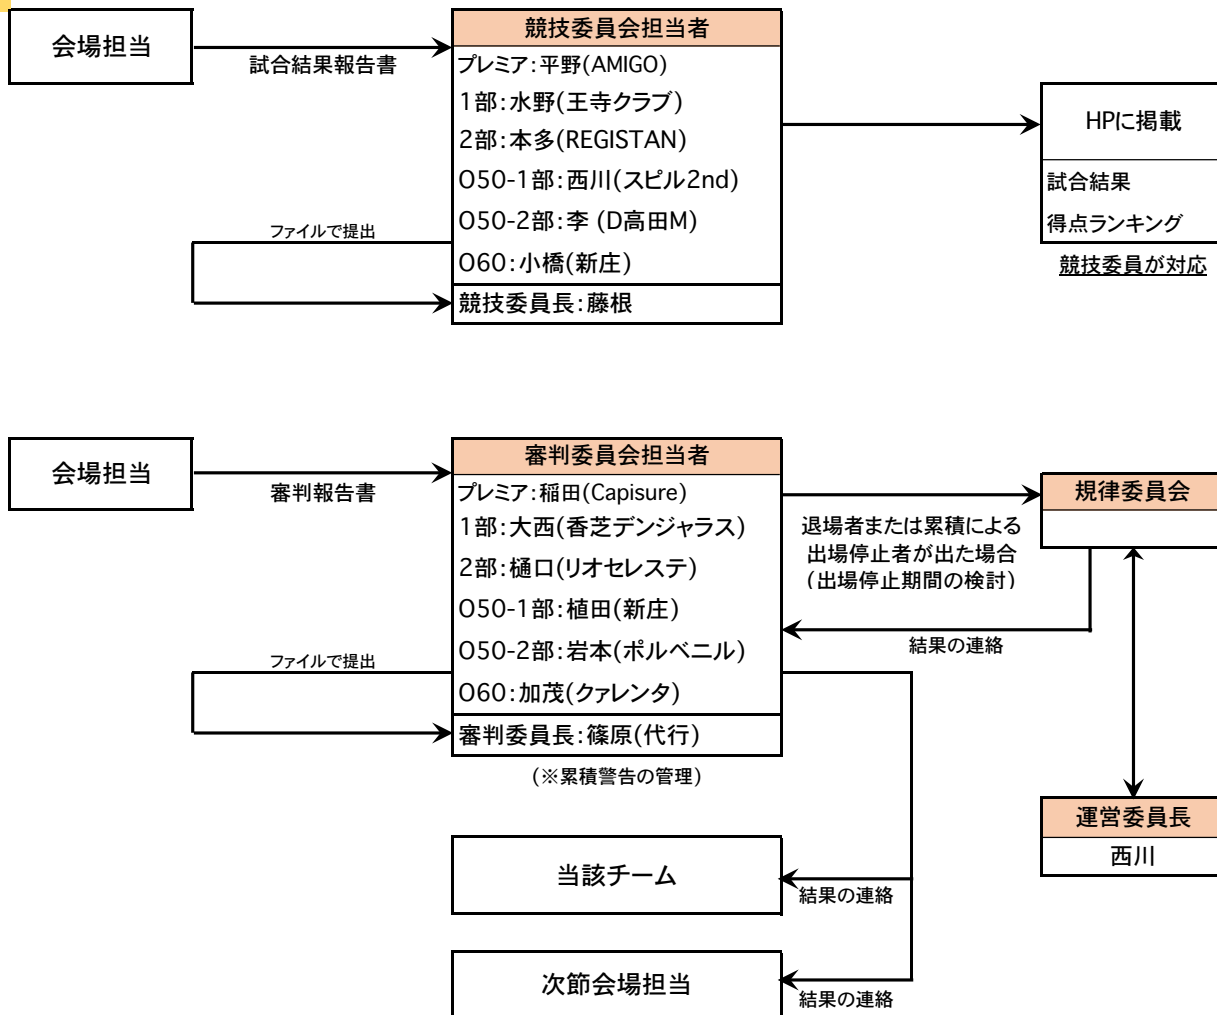 会場担当
試合結果報告書
競技委員会担当者
プレミア:平野(AMIGO)
1部:水野(王寺クラブ)
2部:本多(REGISTAN)
O50-1部:西川(スピル2nd)
O50-2部:李 (D高田M)
O60:小橋(新庄)
競技委員長:藤根
ファイルで提出
HPに掲載
試合結果
得点ランキング
競技委員が対応
会場担当
審判報告書
審判委員会担当者
プレミア:稲田(Capisure)
1部:大西(香芝デンジャラス)
2部:樋口(リオセレステ)
O50-1部:植田(新庄)
O50-2部:岩本(ポルベニル)
O60:加茂(クァレンタ)
審判委員長:篠原(代行)
(※累積警告の管理)
ファイルで提出
退場者または累積による
出場停止者が出た場合
(出場停止期間の検討)
規律委員会
結果の連絡
運営委員長
西川
当該チーム
結果の連絡
次節会場担当
結果の連絡